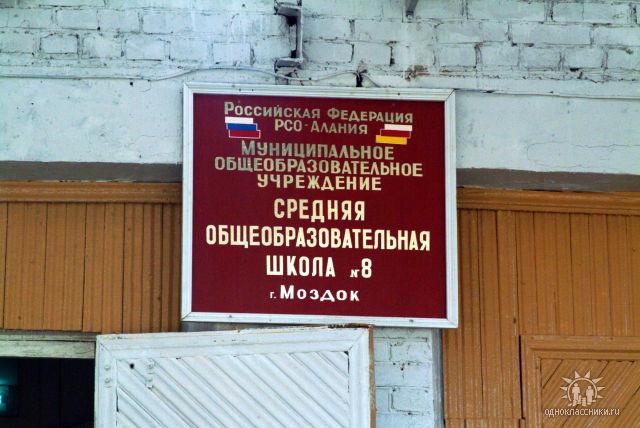 Российская Федерация
РСО-Алания
Муниципальное
общеобразовательное
учреждение
средняя
общеобразовательная
школа №8
г. Моздок
одноклассники.ru